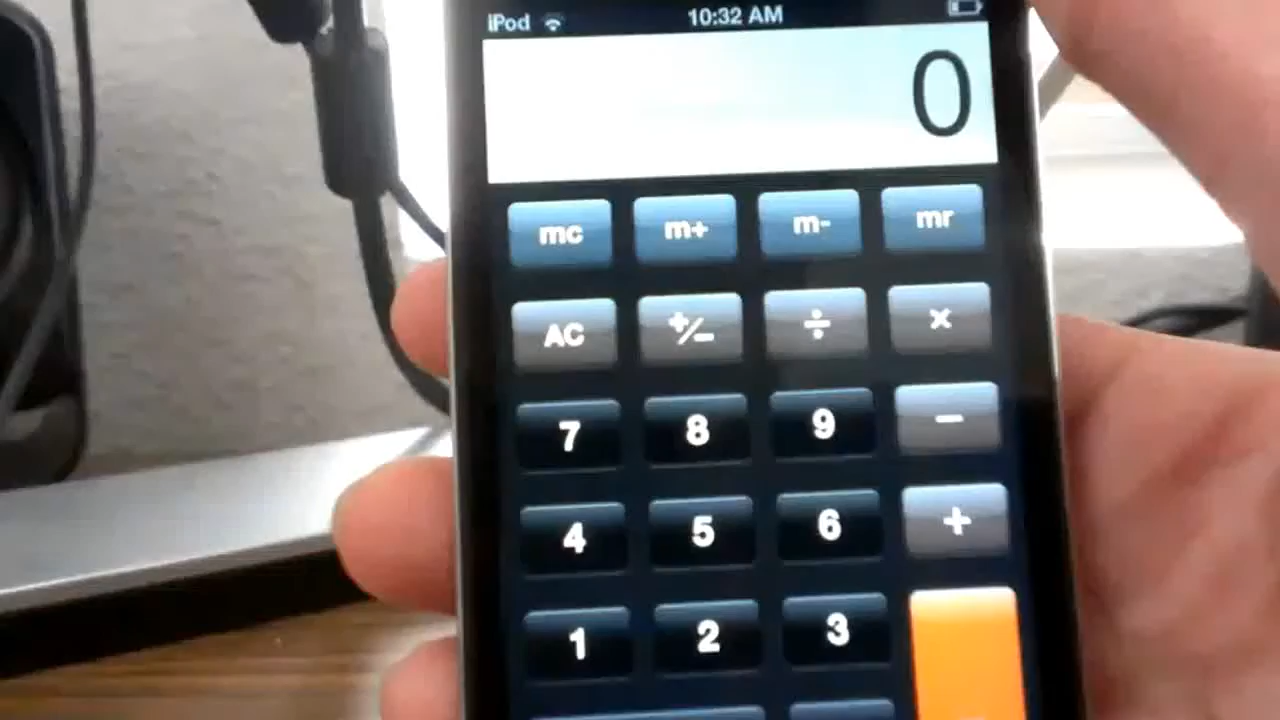 iPod 10:32 AM
0
mc m+ m- mr
AC +/− ÷ ×
7 8 9 −
4 5 6 +
1 2 3